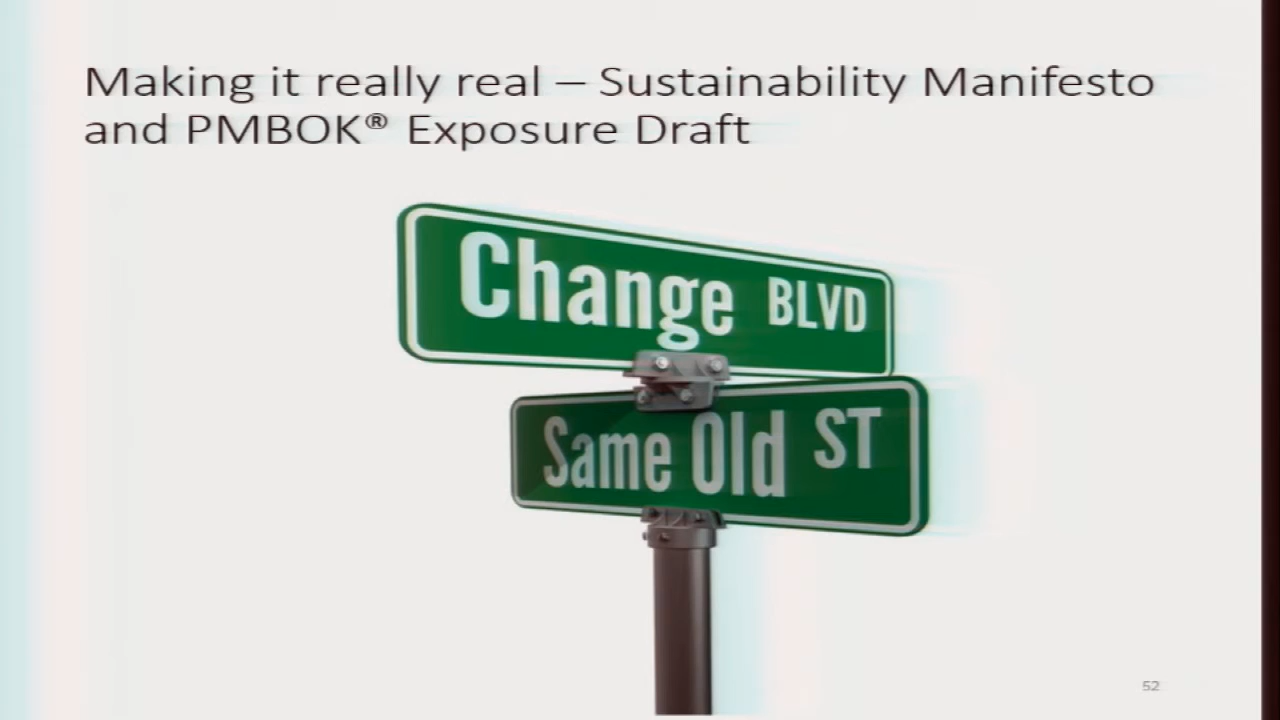 Making it really real – Sustainability Manifesto
and PMBOK® Exposure Draft
Change BLVD
Same Old ST
52